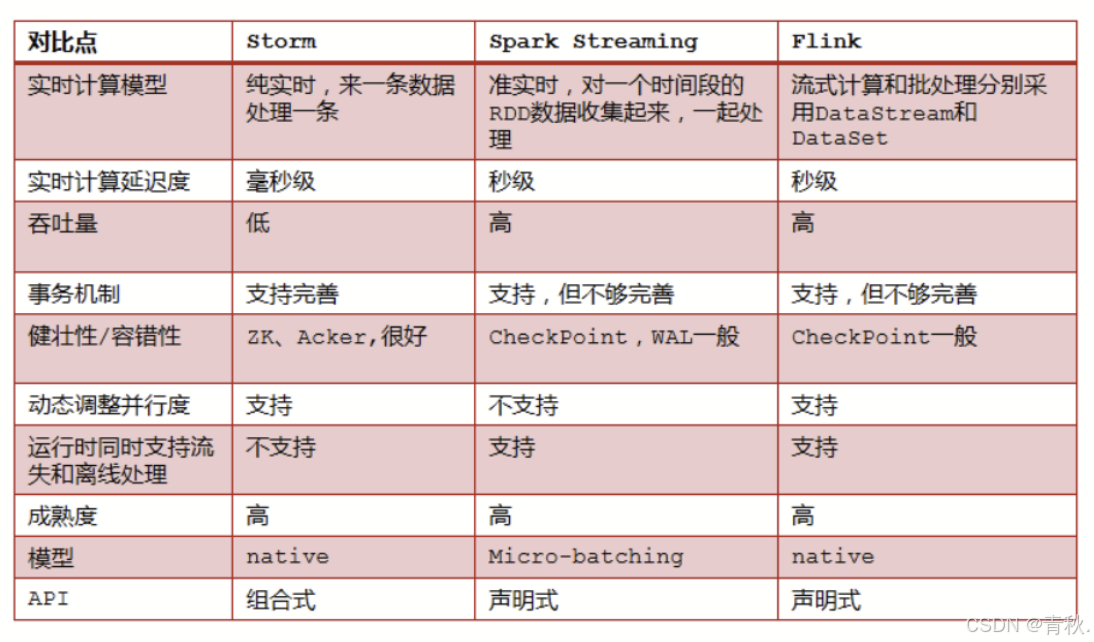 对比点 Storm Spark Streaming Flink
实时计算模型 纯实时，来一条数据 准实时，对一个时间段的 流式计算和批处理分别采
处理一条 RDD数据收集起来，一起处 用DataStream和
理 DataSet
实时计算延迟度 毫秒级 秒级 秒级
吞吐量 低 高 高
事务机制 支持完善 支持，但不够完善 支持，但不够完善
健壮性/容错性 ZK、Acker,很好 CheckPoint，WAL一般 CheckPoint一般
动态调整并行度 支持 不支持 支持
运行时同时支持流 不支持 支持 支持
失和离线处理
成熟度 高 高 高
模型 native Micro-batching native
API 组合式 声明式 声明式
CSDN @青秋.